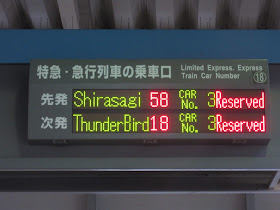 特急・急行列車の乗車口 Limited Express. Express
Train Car Number 18
先発 Shirasagi 58 CAR No. 3 Reserved
次発 ThunderBird 18 CAR No. 3 Reserved